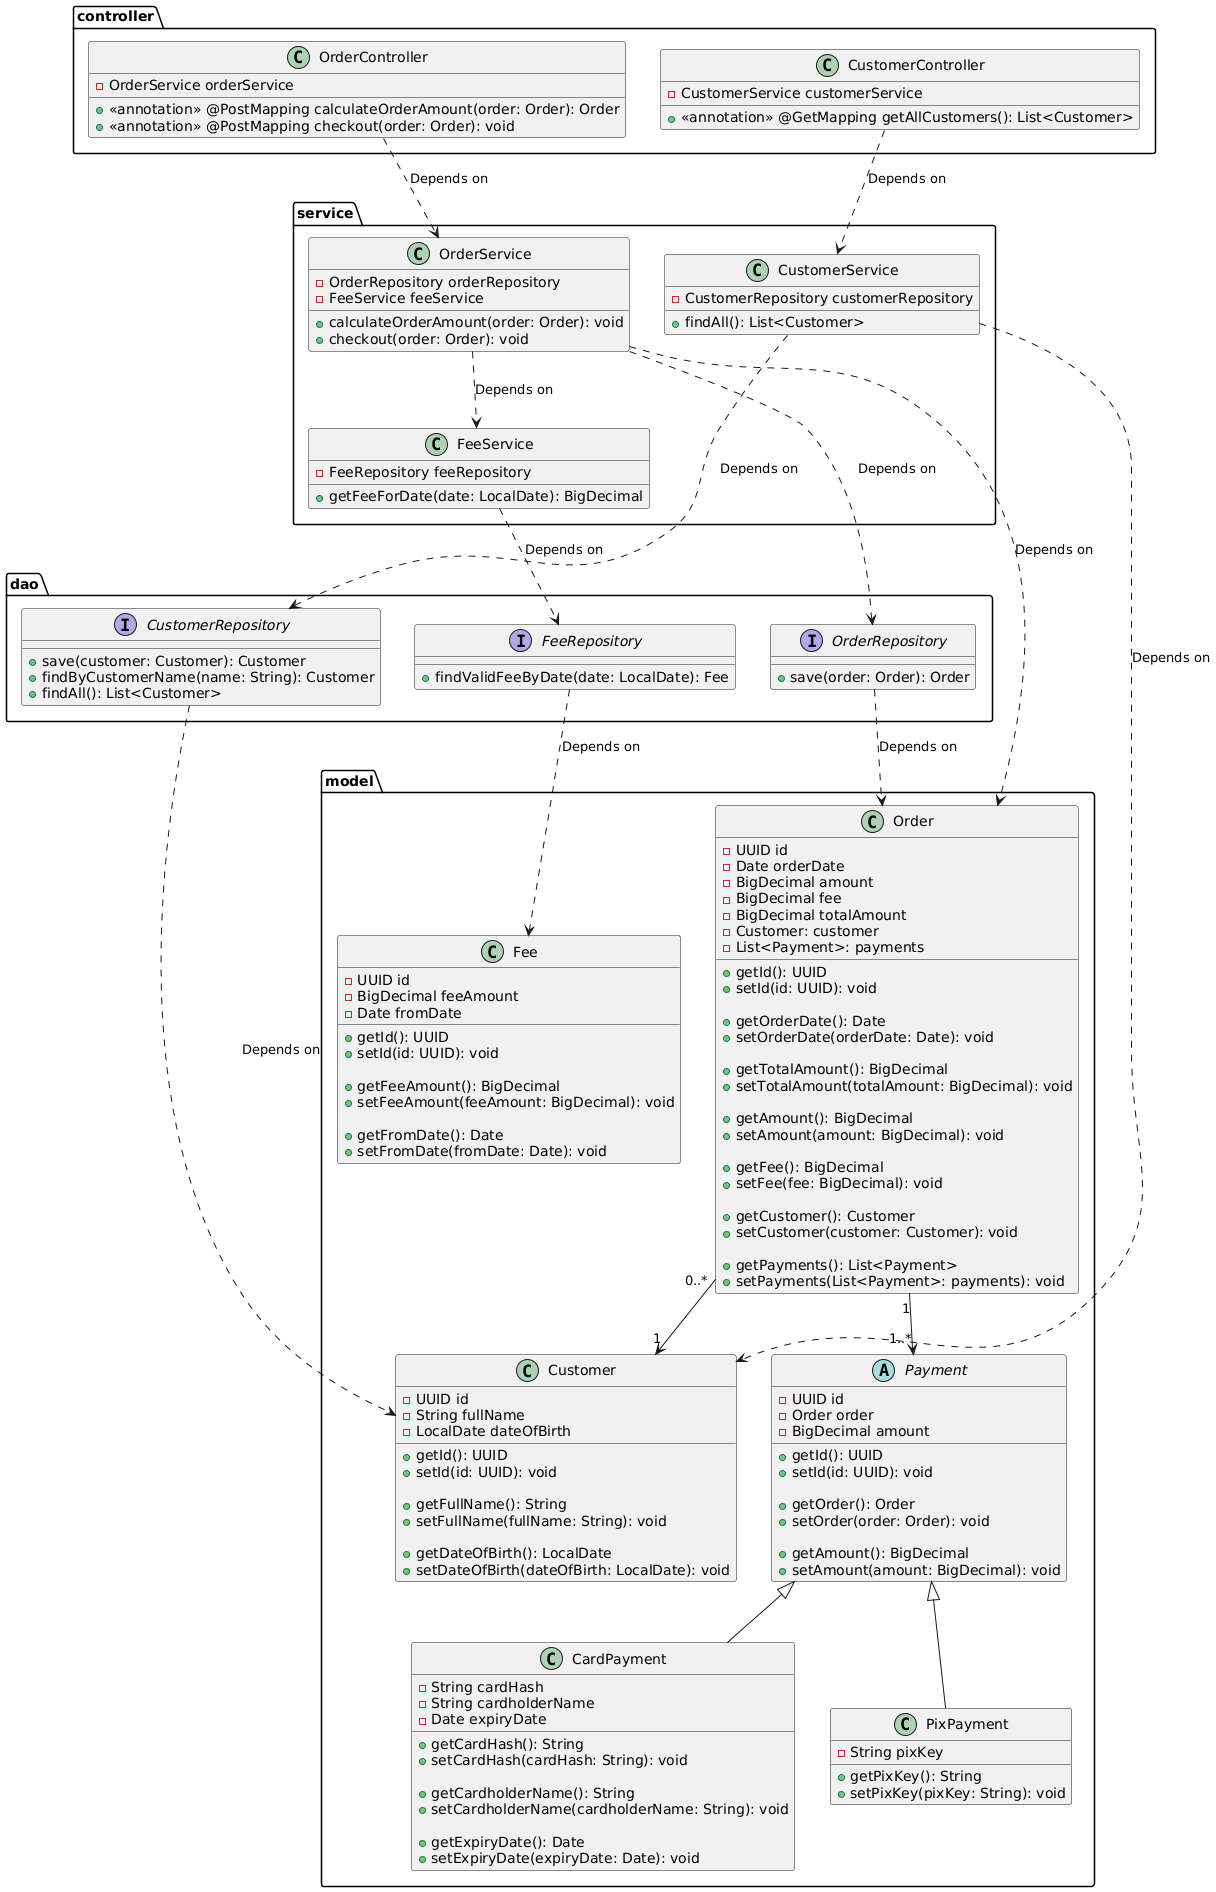 controller
C OrderController
OrderService orderService
«annotation» @PostMapping calculateOrderAmount(order: Order): Order
«annotation» @PostMapping checkout(order: Order): void
C CustomerController
CustomerService customerService
«annotation» @GetMapping getAllCustomers(): List<Customer>
Depends on
Depends on
service
C OrderService
OrderRepository orderRepository
FeeService feeService
calculateOrderAmount(order: Order): void
checkout(order: Order): void
C CustomerService
CustomerRepository customerRepository
findAll(): List<Customer>
Depends on
C FeeService
FeeRepository feeRepository
getFeeForDate(date: LocalDate): BigDecimal
Depends on
Depends on
Depends on
Depends on
Depends on
dao
I CustomerRepository
save(customer: Customer): Customer
findByCustomerName(name: String): Customer
findAll(): List<Customer>
I FeeRepository
findValidFeeByDate(date: LocalDate): Fee
I OrderRepository
save(order: Order): Order
Depends on
Depends on
Depends on
model
C Order
UUID id
Date orderDate
BigDecimal amount
BigDecimal fee
BigDecimal totalAmount
Customer: customer
List<Payment>: payments
getId(): UUID
setId(id: UUID): void
getOrderDate(): Date
setOrderDate(orderDate: Date): void
getTotalAmount(): BigDecimal
setTotalAmount(totalAmount: BigDecimal): void
getAmount(): BigDecimal
setAmount(amount: BigDecimal): void
getFee(): BigDecimal
setFee(fee: BigDecimal): void
getCustomer(): Customer
setCustomer(customer: Customer): void
getPayments(): List<Payment>
setPayments(List<Payment>: payments): void
C Fee
UUID id
BigDecimal feeAmount
Date fromDate
getId(): UUID
setId(id: UUID): void
getFeeAmount(): BigDecimal
setFeeAmount(feeAmount: BigDecimal): void
getFromDate(): Date
setFromDate(fromDate: Date): void
0..*
1
1
1..*
C Customer
UUID id
String fullName
LocalDate dateOfBirth
getId(): UUID
setId(id: UUID): void
getFullName(): String
setFullName(fullName: String): void
getDateOfBirth(): LocalDate
setDateOfBirth(dateOfBirth: LocalDate): void
A Payment
UUID id
Order order
BigDecimal amount
getId(): UUID
setId(id: UUID): void
getOrder(): Order
setOrder(order: Order): void
getAmount(): BigDecimal
setAmount(amount: BigDecimal): void
C CardPayment
String cardHash
String cardholderName
Date expiryDate
getCardHash(): String
setCardHash(cardHash: String): void
getCardholderName(): String
setCardholderName(cardholderName: String): void
getExpiryDate(): Date
setExpiryDate(expiryDate: Date): void
C PixPayment
String pixKey
getPixKey(): String
setPixKey(pixKey: String): void